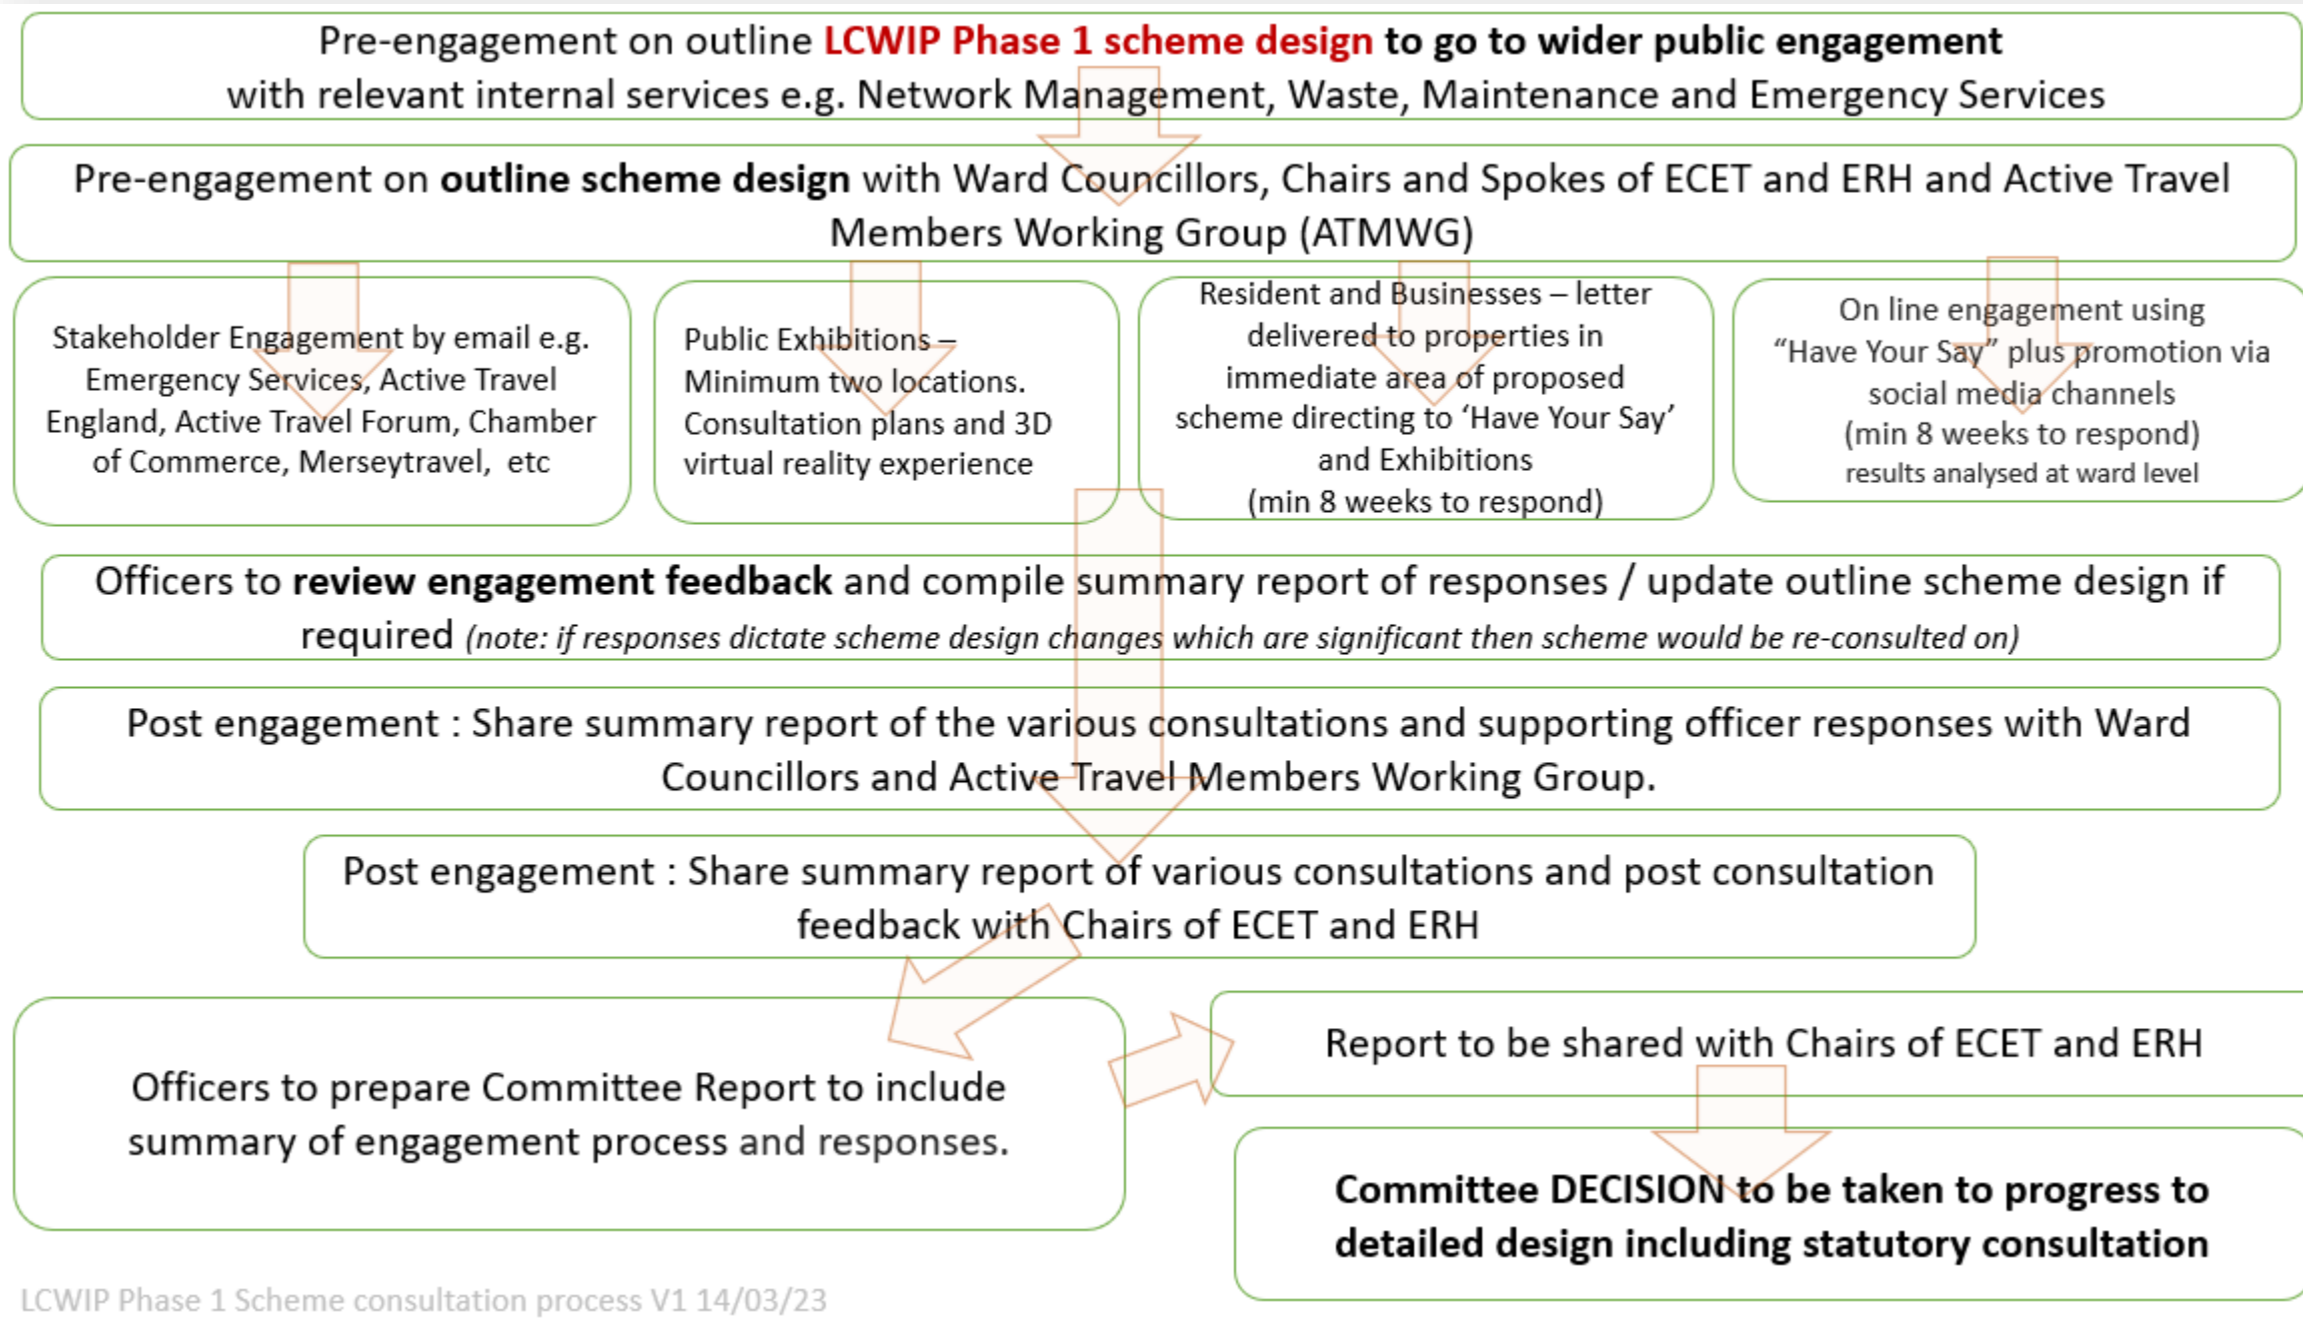 Pre-engagement on outline LCWIP Phase 1 scheme design to go to wider public engagement
with relevant internal services e.g. Network Management, Waste, Maintenance and Emergency Services
Pre-engagement on outline scheme design with Ward Councillors, Chairs and Spokes of ECET and ERH and Active Travel
Members Working Group (ATMWG)
Stakeholder Engagement by email e.g.
Emergency Services, Active Travel
England, Active Travel Forum, Chamber
of Commerce, Merseytravel, etc
Public Exhibitions –
Minimum two locations.
Consultation plans and 3D
virtual reality experience
Resident and Businesses – letter
delivered to properties in
immediate area of proposed
scheme directing to ‘Have Your Say’
and Exhibitions
(min 8 weeks to respond)
On line engagement using
“Have Your Say” plus promotion via
social media channels
(min 8 weeks to respond)
results analysed at ward level
Officers to review engagement feedback and compile summary report of responses / update outline scheme design if
required (note: if responses dictate scheme design changes which are significant then scheme would be re-consulted on)
Post engagement : Share summary report of the various consultations and supporting officer responses with Ward
Councillors and Active Travel Members Working Group.
Post engagement : Share summary report of various consultations and post consultation
feedback with Chairs of ECET and ERH
Officers to prepare Committee Report to include
summary of engagement process and responses.
Report to be shared with Chairs of ECET and ERH
Committee DECISION to be taken to progress to
detailed design including statutory consultation
LCWIP Phase 1 Scheme consultation process V1 14/03/23